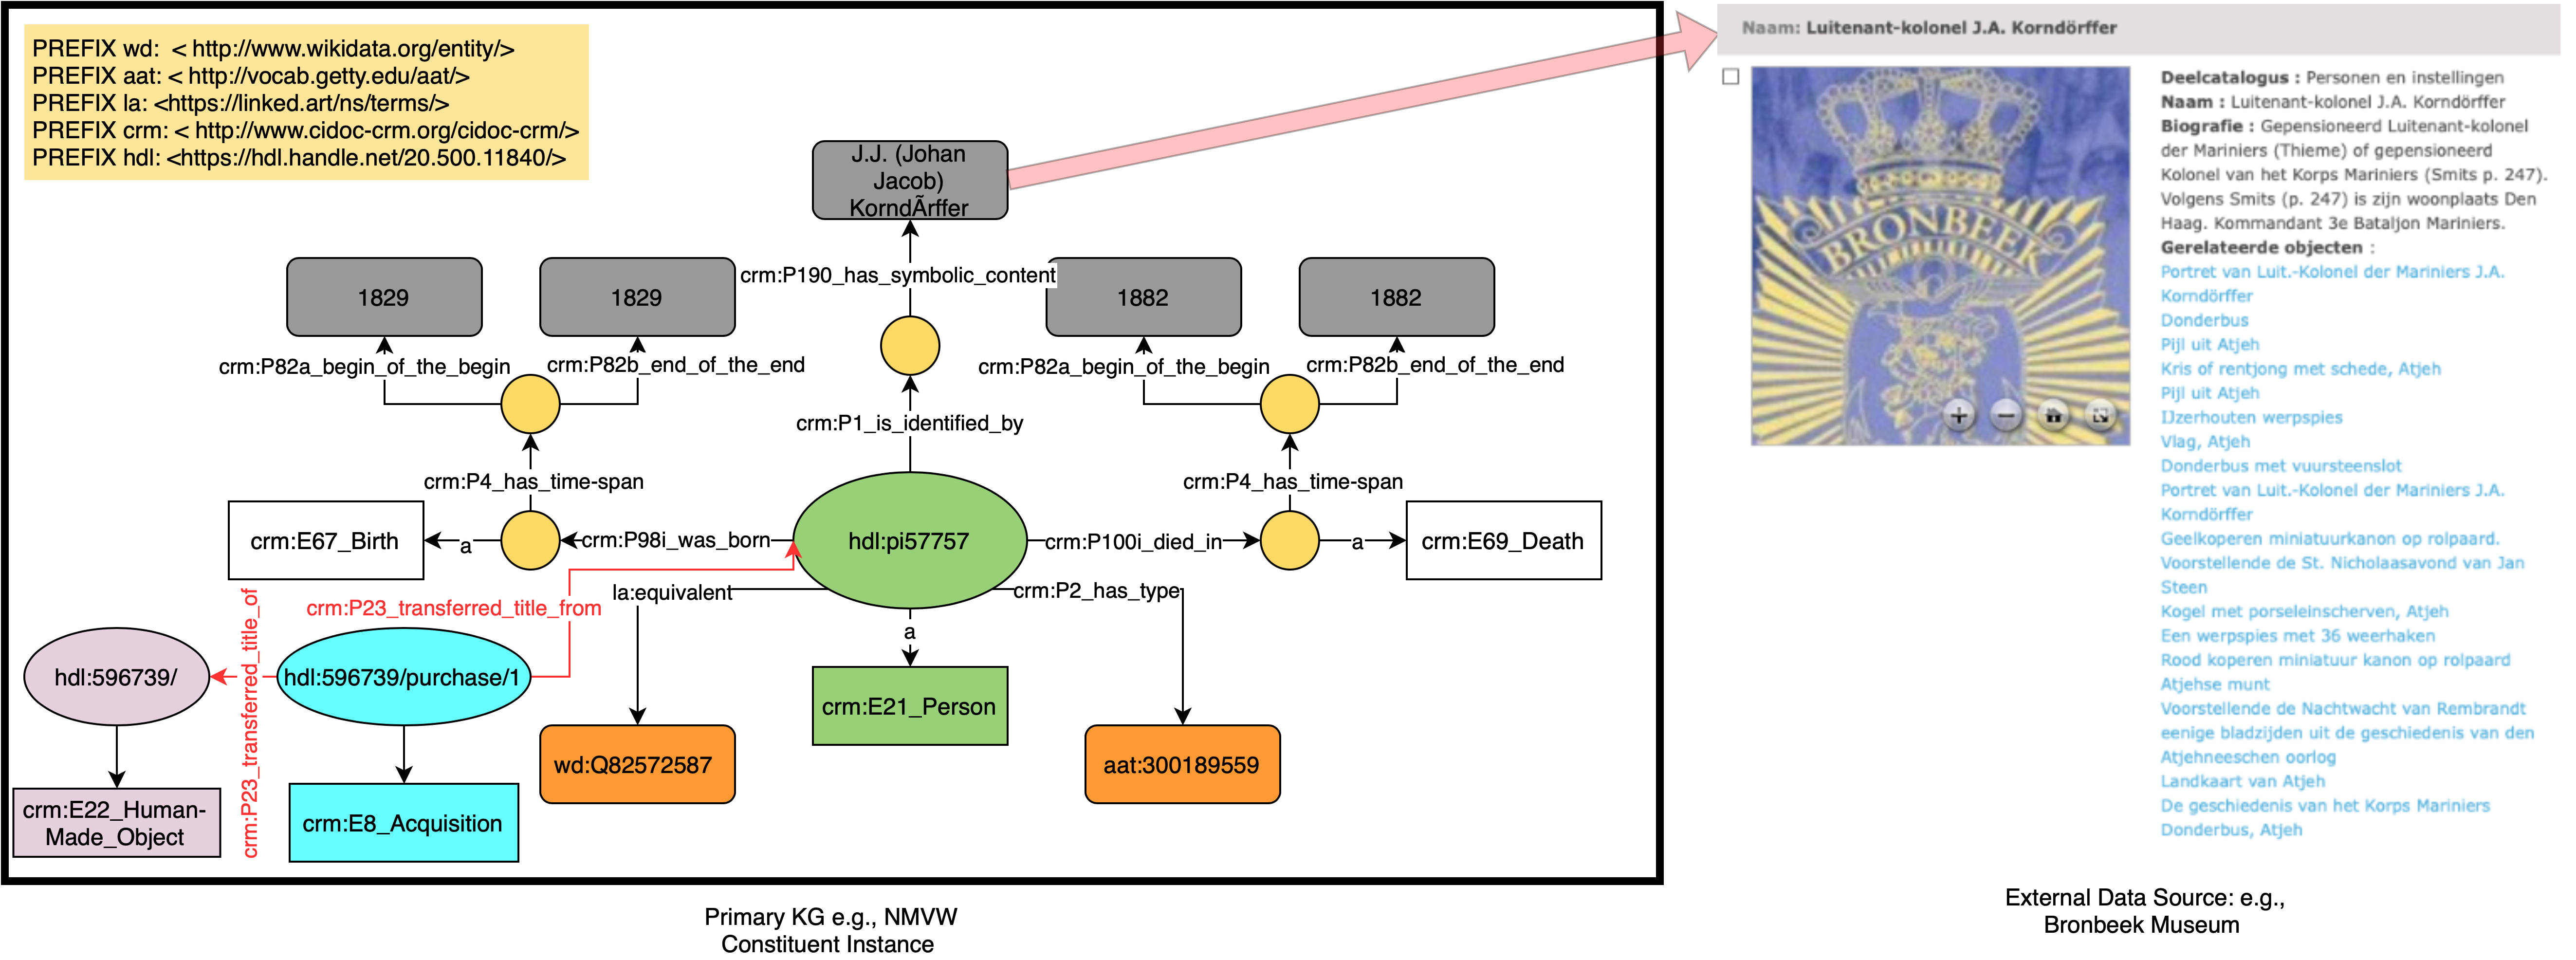 PREFIX wd:  < http://www.wikidata.org/entity/>
PREFIX aat: < http://vocab.getty.edu/aat/>
PREFIX la: <https://linked.art/ns/terms/>
PREFIX crm: < http://www.cidoc-crm.org/cidoc-crm/>
PREFIX hdl: <https://hdl.handle.net/20.500.11840/>
J.J. (Johan
Jacob)
KorndÃrffer
crm:P190_has_symbolic_content
1829
1829
1882
1882
crm:P82a_begin_of_the_begin
crm:P82b_end_of_the_end
crm:P82a_begin_of_the_begin
crm:P82b_end_of_the_end
crm:P1_is_identified_by
crm:P4_has_time-span
crm:P4_has_time-span
crm:E67_Birth
a
crm:P98i_was_born
hdl:pi57757
crm:P100i_died_in
a
crm:E69_Death
la:equivalent
crm:P2_has_type
crm:P23_transferred_title_from
crm:P23_transferred_title_of
a
hdl:596739/
hdl:596739/purchase/1
crm:E21_Person
wd:Q82572587
aat:300189559
crm:E22_Human-
Made_Object
crm:E8_Acquisition
Primary KG e.g., NMVW
Constituent Instance
Naam: Luitenant-kolonel J.A. Korndörffer
BRONBEEK
Deelcatalogus : Personen en instellingen
Naam : Luitenant-kolonel J.A. Korndörffer
Biografie : Gepensioneerd Luitenant-kolonel
der Mariniers (Thieme) of gepensioneerd
Kolonel van het Korps Mariniers (Smits p. 247).
Volgens Smits (p. 247) is zijn woonplaats Den
Haag. Kommandant 3e Bataljon Mariniers.
Gerelateerde objecten :
Portret van Luit.-Kolonel der Mariniers J.A.
Korndörffer
Donderbus
Pijl uit Atjeh
Kris of rentjong met schede, Atjeh
Pijl uit Atjeh
IJzerhouten werpspies
Vlag, Atjeh
Donderbus met vuursteenslot
Portret van Luit.-Kolonel der Mariniers J.A.
Korndörffer
Geelkoperen miniatuurkanon op rolpaard.
Voorstellende de St. Nicholaasavond van Jan
Steen
Kogel met porseleinscherven, Atjeh
Een werpspies met 36 weerhaken
Rood koperen miniatuur kanon op rolpaard
Atjehse munt
Voorstellende de Nachtwacht van Rembrandt
eenige bladzijden uit de geschiedenis van den
Atjehneeschen oorlog
Landkaart van Atjeh
De geschiedenis van het Korps Mariniers
Donderbus, Atjeh
External Data Source: e.g.,
Bronbeek Museum